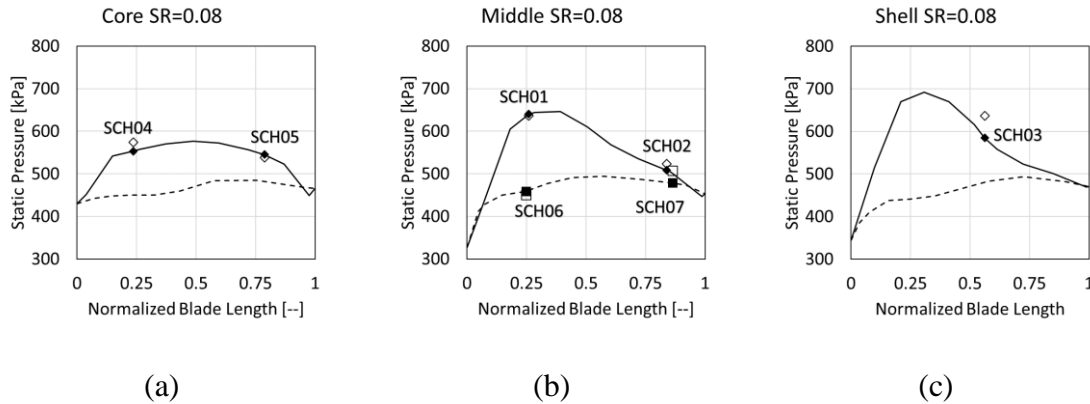 Core SR=0.08
Static Pressure [kPa]
800
700
600
500
400
300
SCH04
SCH05
0
0.25
0.5
0.75
1
Normalized Blade Length [--]
(a)
Middle SR=0.08
Static Pressure [kPa]
800
700
600
500
400
300
SCH01
SCH02
SCH06
SCH07
0
0.25
0.5
0.75
1
Normalized Blade Length [--]
(b)
Shell SR=0.08
Static Pressure [kPa]
800
700
600
500
400
300
SCH03
0
0.25
0.5
0.75
1
Normalized Blade Length
(c)